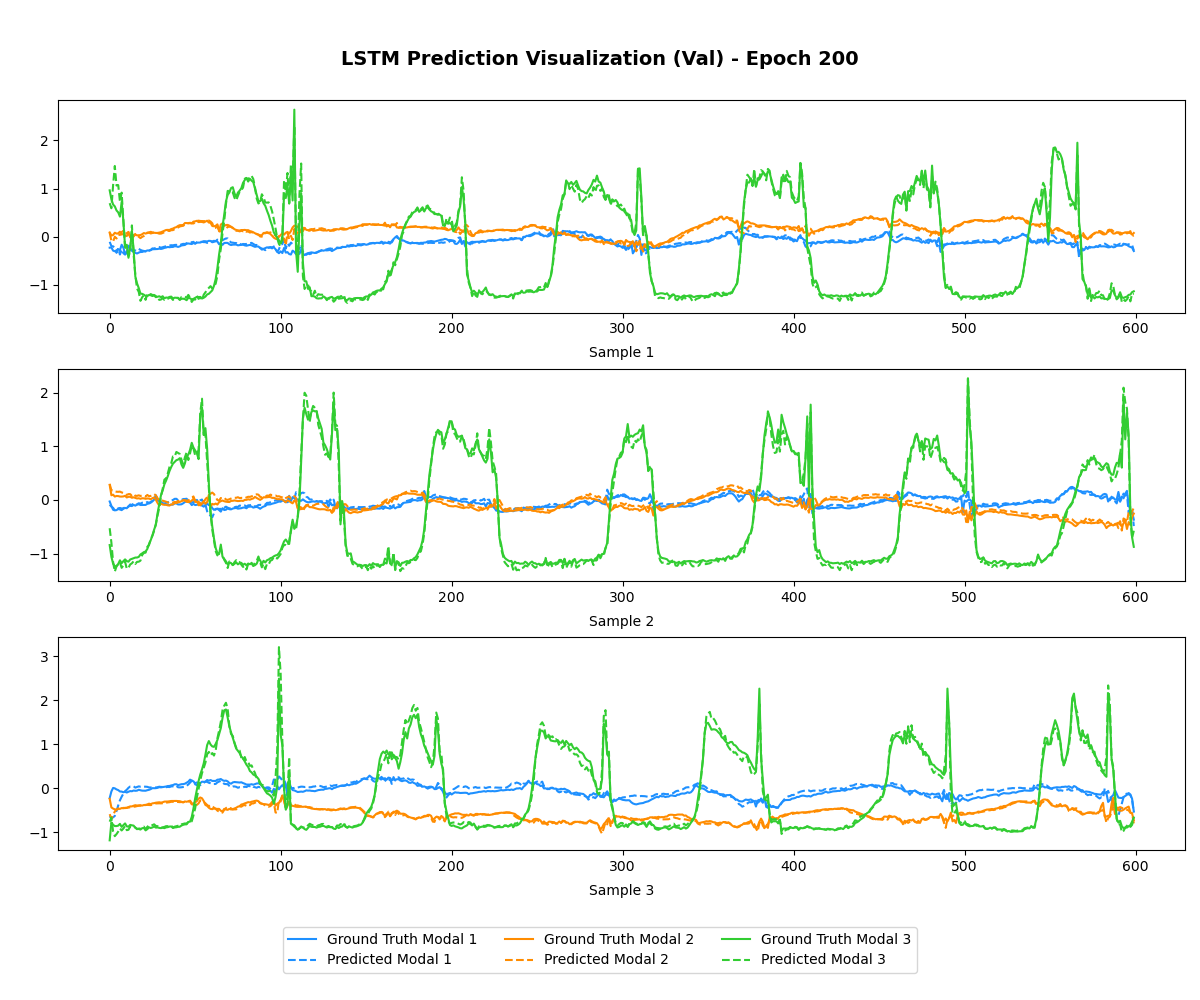 LSTM Prediction Visualization (Val) - Epoch 200
2
1
0
−1
0 100 200 300 400 500 600
Sample 1
2
1
0
−1
0 100 200 300 400 500 600
Sample 2
3
2
1
0
−1
0 100 200 300 400 500 600
Sample 3
Ground Truth Modal 1 Ground Truth Modal 2 Ground Truth Modal 3
Predicted Modal 1 Predicted Modal 2 Predicted Modal 3